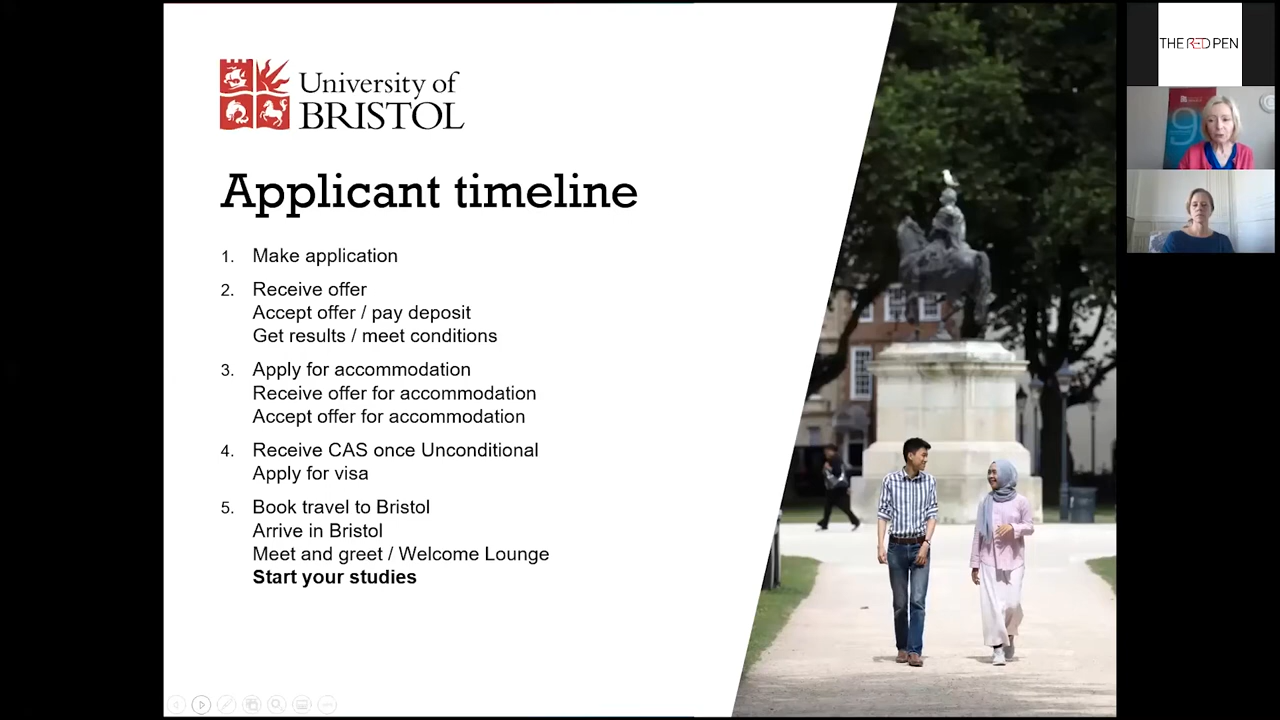 University of
BRISTOL
Applicant timeline
1. Make application
2. Receive offer
Accept offer / pay deposit
Get results / meet conditions
3. Apply for accommodation
Receive offer for accommodation
Accept offer for accommodation
4. Receive CAS once Unconditional
Apply for visa
5. Book travel to Bristol
Arrive in Bristol
Meet and greet / Welcome Lounge
Start your studies
THE RED PEN
9